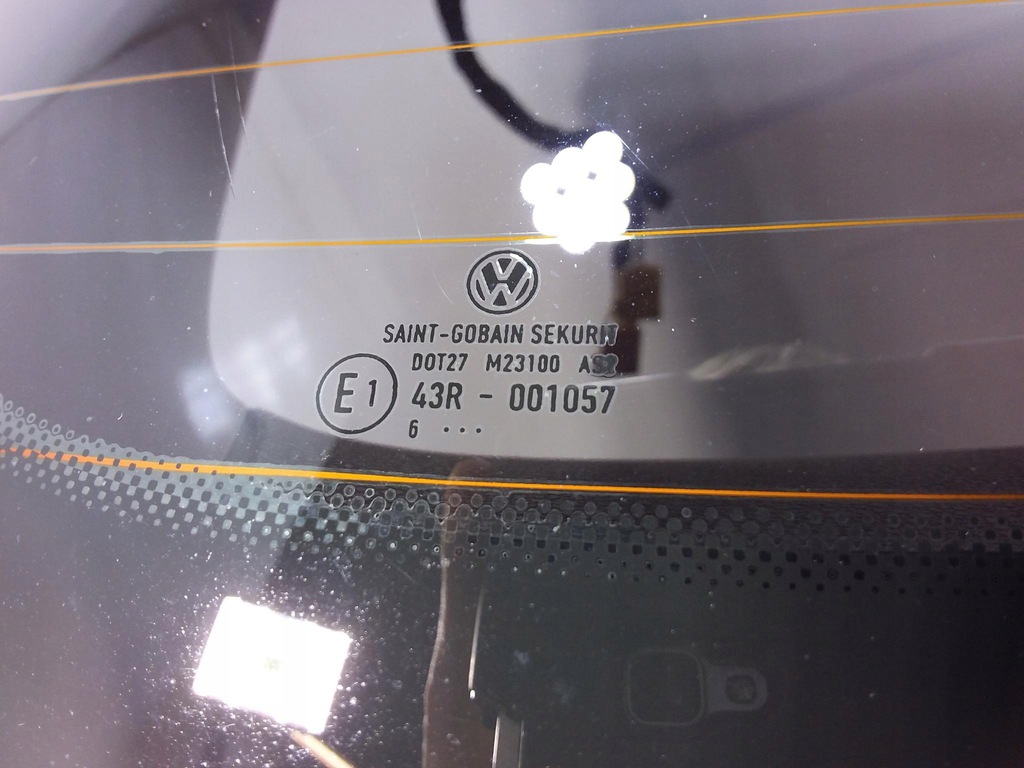 SAINT-GOBAIN SEKURIT
DOT27 M23100
E1
43R - 001057
6 ...